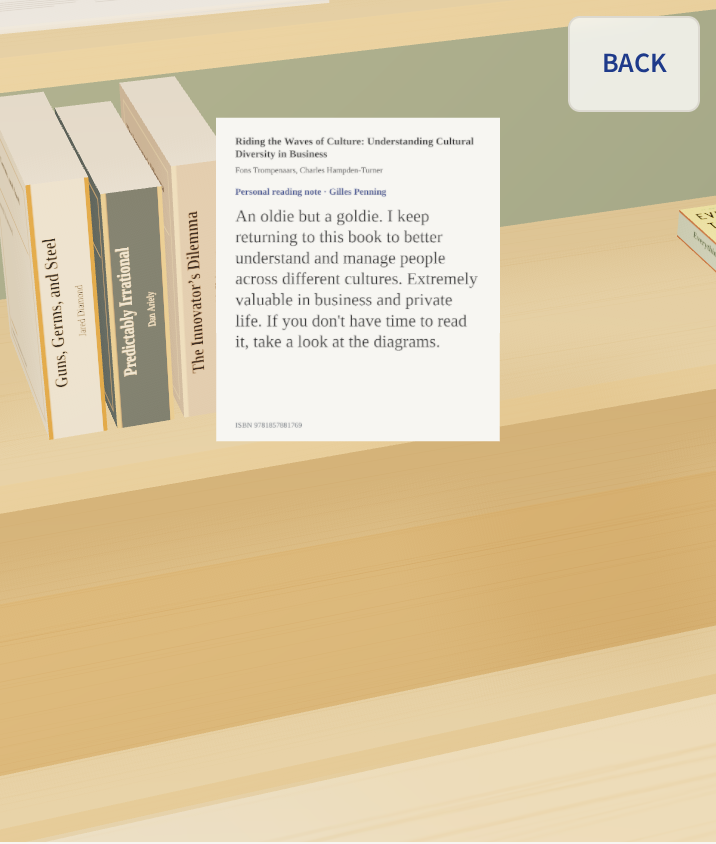 BACK
Riding the Waves of Culture: Understanding Cultural
Diversity in Business
Fons Trompenaars, Charles Hampden-Turner
Personal reading note · Gilles Penning
An oldie but a goldie. I keep
returning to this book to better
understand and manage people
across different cultures. Extremely
valuable in business and private
life. If you don't have time to read
it, take a look at the diagrams.
ISBN 9781857881769
Guns, Germs, and Steel
Jared Diamond
Predictably Irrational
Dan Ariely
The Innovator's Dilemma